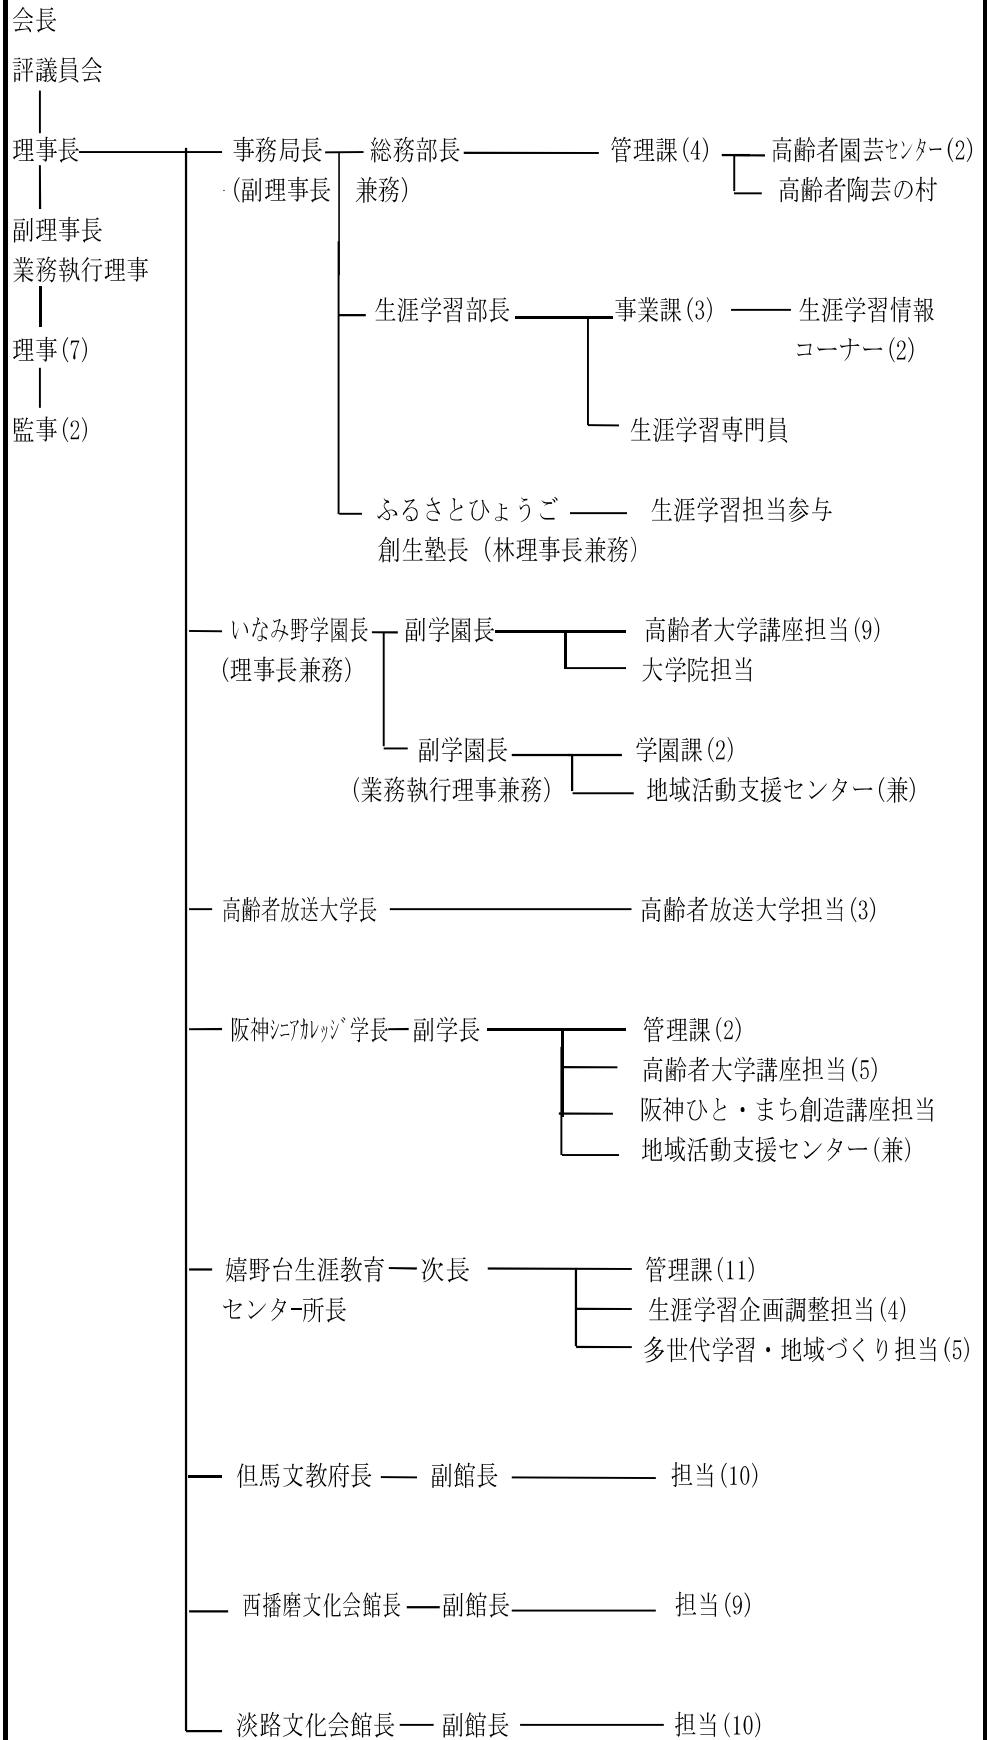 会長
評議員会
理事長 事務局長 総務部長 管理課(4) 高齢者園芸センター(2)
(副理事長 兼務) 高齢者陶芸の村
副理事長
業務執行理事
生涯学習部長 事業課(3) 生涯学習情報
理事(7) コーナー(2)
監事(2) 生涯学習専門員
ふるさとひょうご 生涯学習担当参与
創生塾長（林理事長兼務）
いなみ野学園長 副学園長 高齢者大学講座担当(9)
(理事長兼務) 大学院担当
副学園長 学園課(2)
(業務執行理事兼務) 地域活動支援センター(兼)
高齢者放送大学長 高齢者放送大学担当(3)
阪神ｼﾆｱｶﾚｯｼﾞ学長 副学長 管理課(2)
高齢者大学講座担当(5)
阪神ひと・まち創造講座担当
地域活動支援センター(兼)
嬉野台生涯教育 次長 管理課(11)
センター所長 生涯学習企画調整担当(4)
多世代学習・地域づくり担当(5)
但馬文教府長 副館長 担当(10)
西播磨文化会館長 副館長 担当(9)
淡路文化会館長 副館長 担当(10)